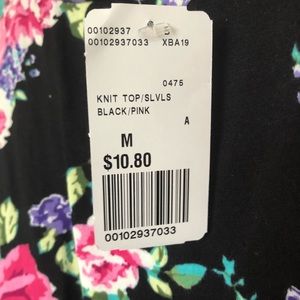 00102937 S
00102937033 XBA19
0475
KNIT TOP/SLVLS
BLACK/PINK
A
M
$10.80
00102937033